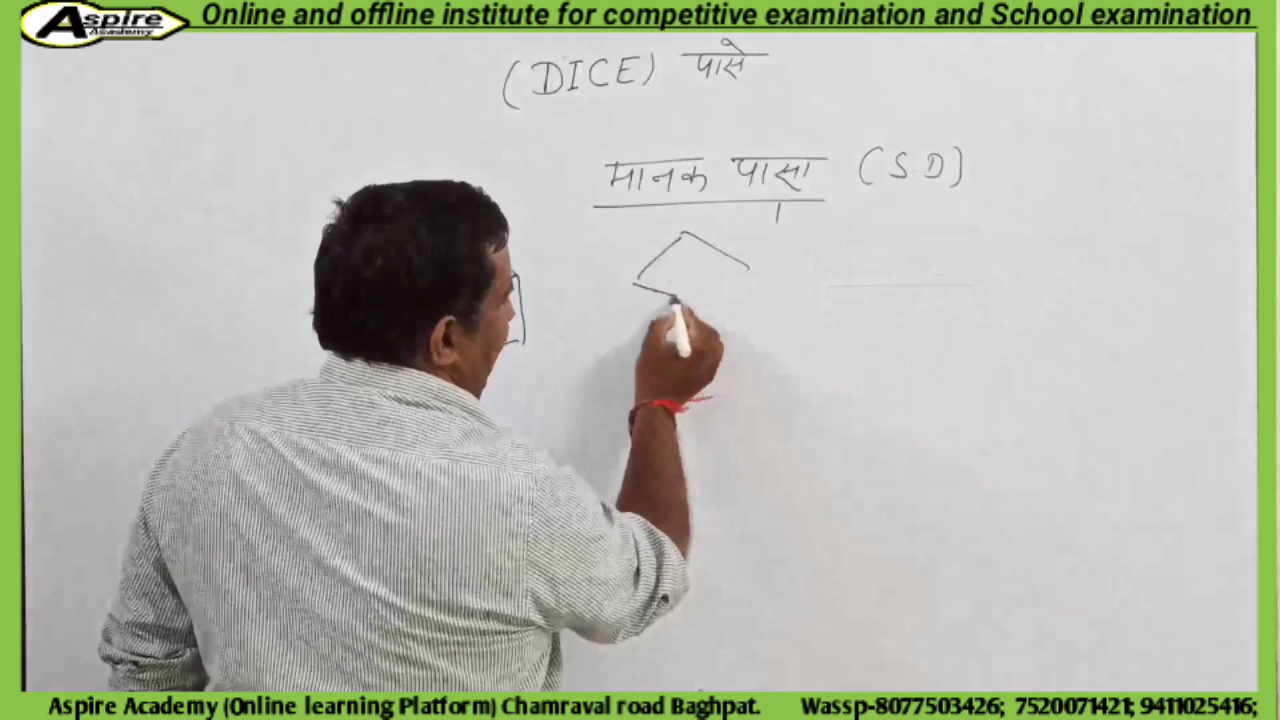 Aspire
Academy
Online and offline institute for competitive examination and School examination
(DICE) पासे
मानक पासा (SD)
Aspire Academy (Online learning Platform) Chamraval road Baghpat. Wassp-8077503426; 7520071421; 9411025416;